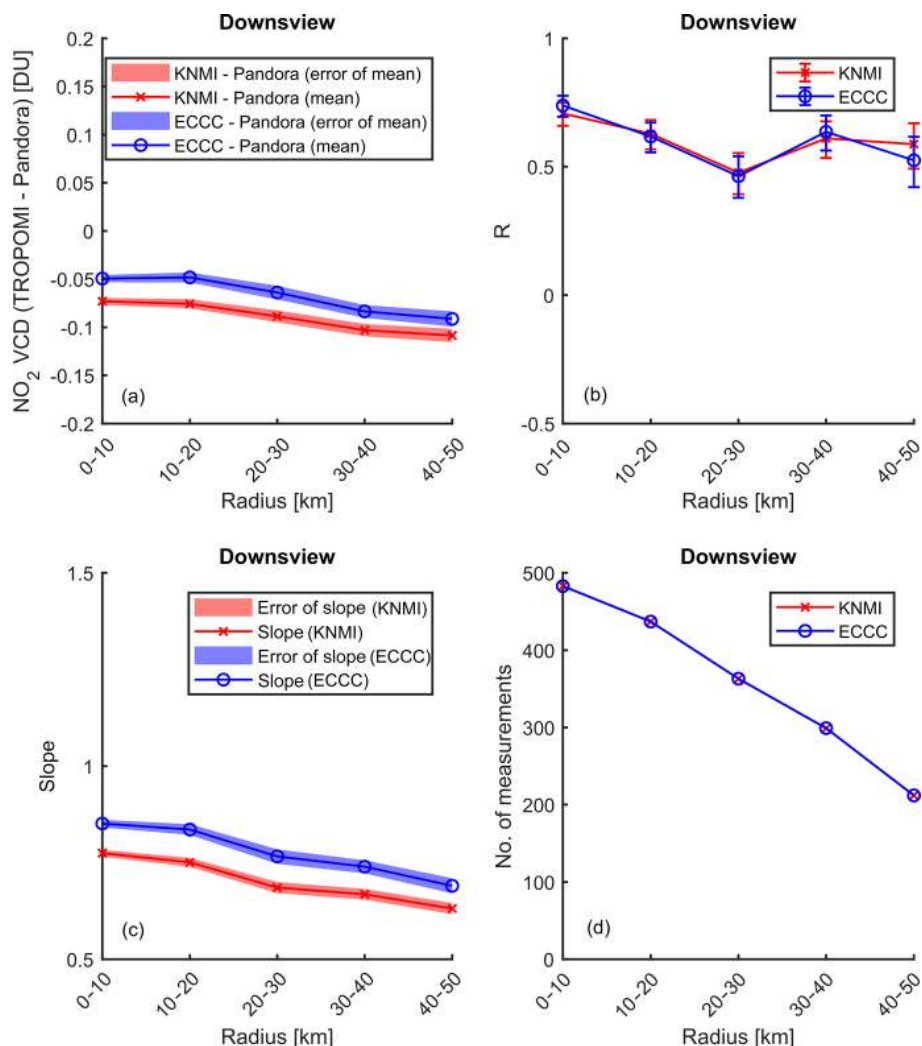 Downsview
NO2 VCD (TROPOMI - Pandora) [DU]
0.2
0.15
0.1
0.05
0
-0.05
-0.1
-0.15
-0.2
KNMI - Pandora (error of mean)
KNMI - Pandora (mean)
ECCC - Pandora (error of mean)
ECCC - Pandora (mean)
(a)
0-10
10-20
20-30
30-40
40-50
Radius [km]
Downsview
R
1
0.5
0
-0.5
KNMI
ECCC
(b)
0-10
10-20
20-30
30-40
40-50
Radius [km]
Downsview
Slope
1.5
1
0.5
Error of slope (KNMI)
Slope (KNMI)
Error of slope (ECCC)
Slope (ECCC)
(c)
0-10
10-20
20-30
30-40
40-50
Radius [km]
Downsview
No. of measurements
500
400
300
200
100
0
KNMI
ECCC
(d)
0-10
10-20
20-30
30-40
40-50
Radius [km]